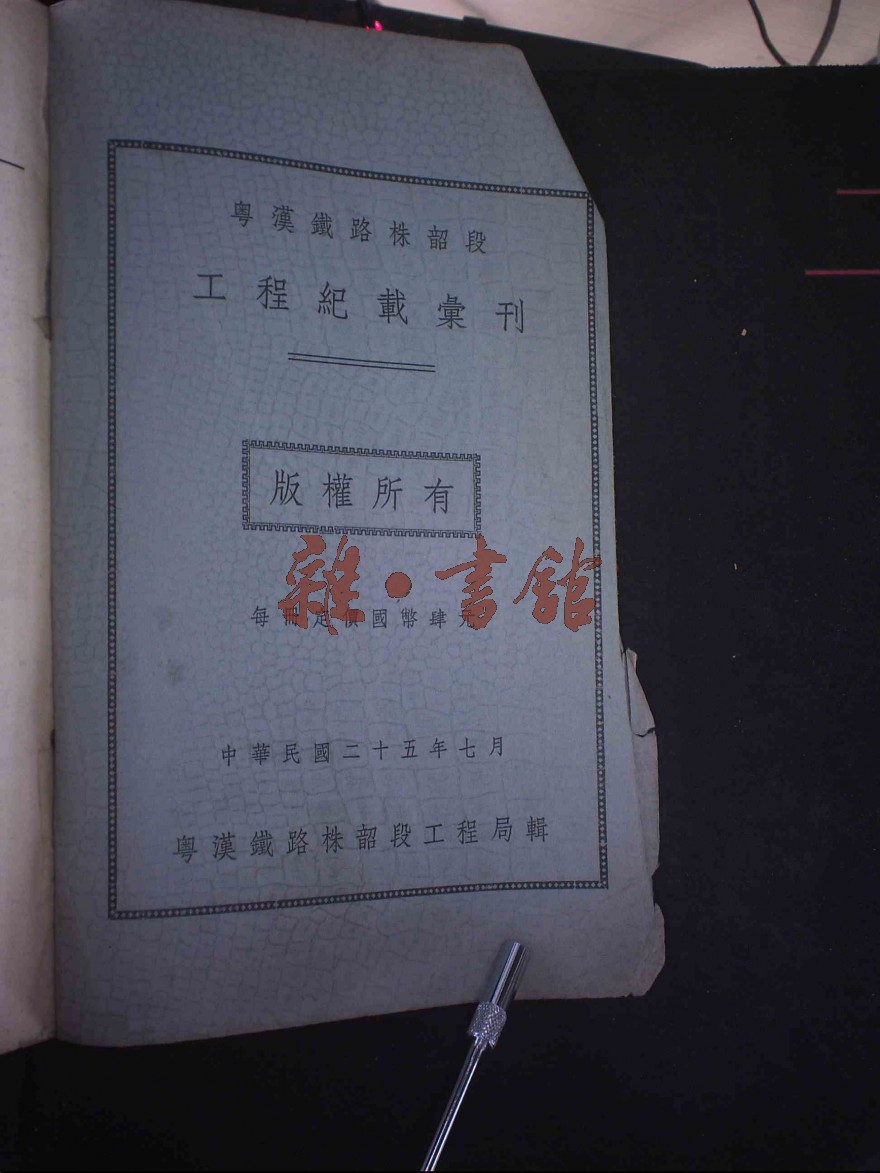 粵漢鐵路株韶段
工程紀載彙刊
版權所有
雜·書館
每冊定價國幣肆元
中華民國二十五年七月
粵漢鐵路株韶段工程局輯